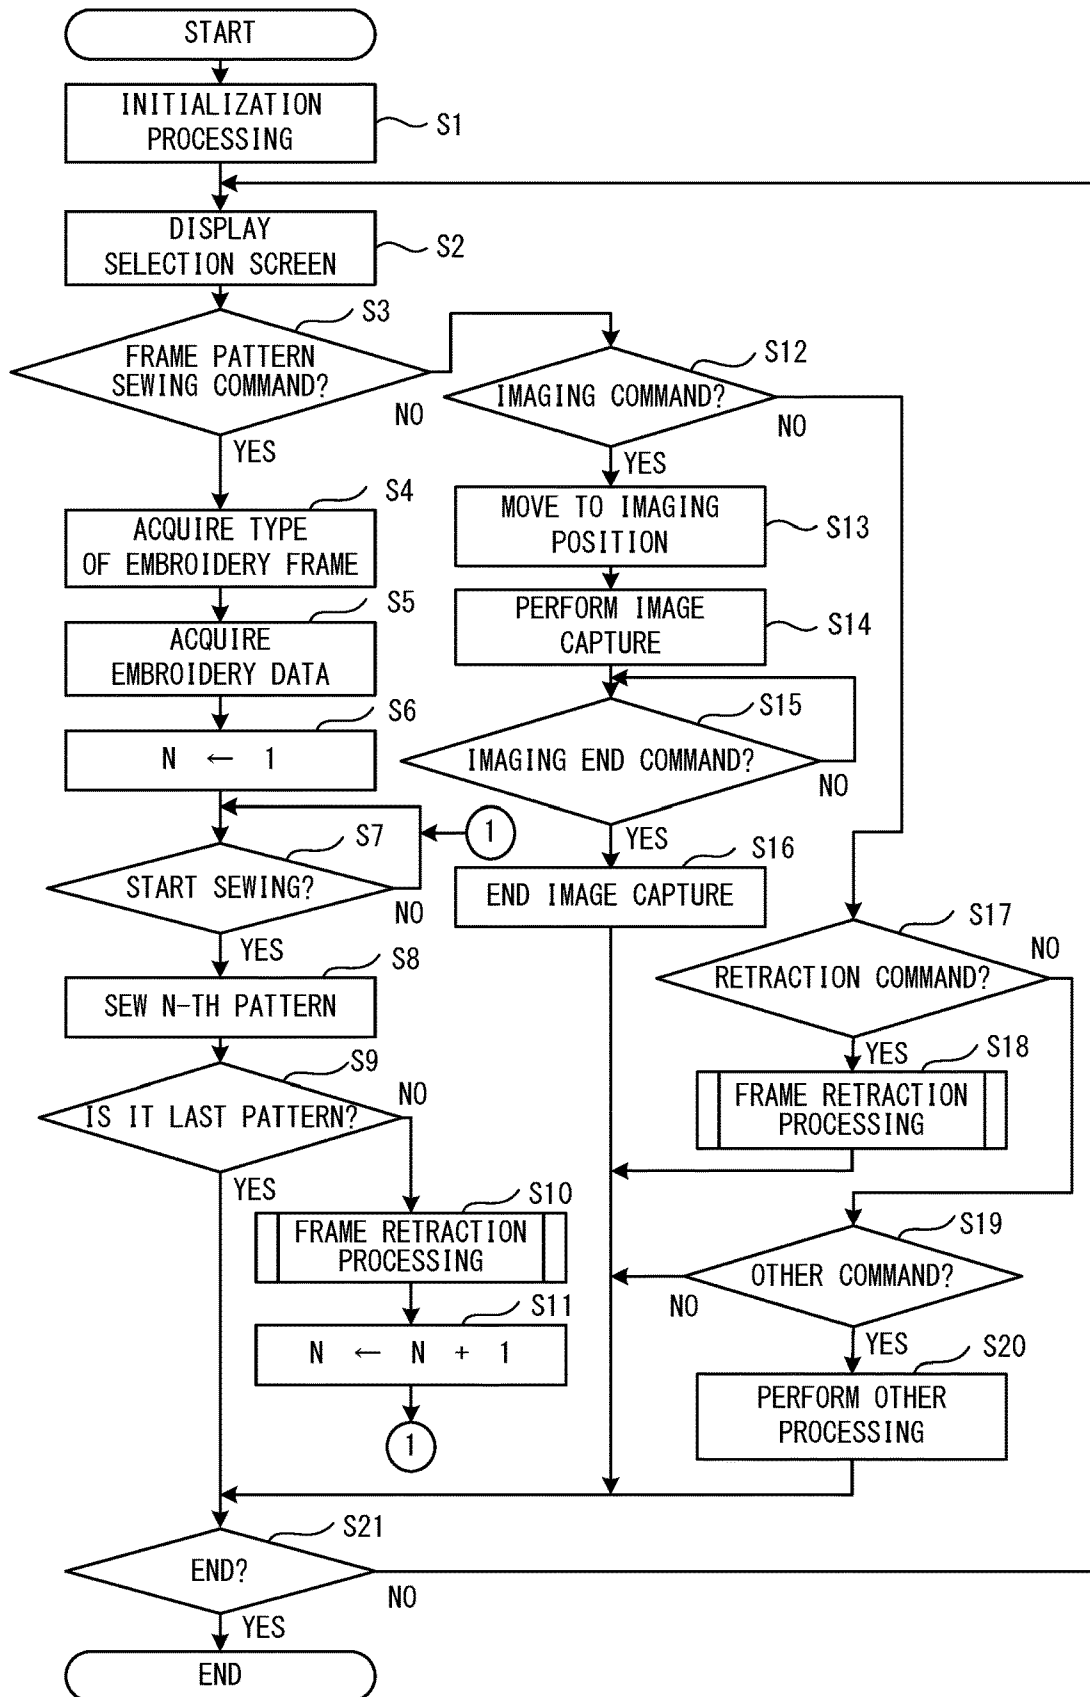 START
INITIALIZATION
PROCESSING
S1
DISPLAY
SELECTION SCREEN
S2
S3
FRAME PATTERN
SEWING COMMAND?
NO
YES
S4
ACQUIRE TYPE
OF EMBROIDERY FRAME
S5
ACQUIRE
EMBROIDERY DATA
S6
N ← 1
1
S7
START SEWING?
NO
YES
S8
SEW N-TH PATTERN
S9
IS IT LAST PATTERN?
NO
YES
S10
FRAME RETRACTION
PROCESSING
S11
N ← N + 1
1
S12
IMAGING COMMAND?
NO
YES
MOVE TO IMAGING
POSITION
S13
PERFORM IMAGE
CAPTURE
S14
S15
IMAGING END COMMAND?
NO
YES
S16
END IMAGE CAPTURE
S17
RETRACTION COMMAND?
NO
YES
S18
FRAME RETRACTION
PROCESSING
S19
OTHER COMMAND?
NO
YES
S20
PERFORM OTHER
PROCESSING
S21
END?
NO
YES
END